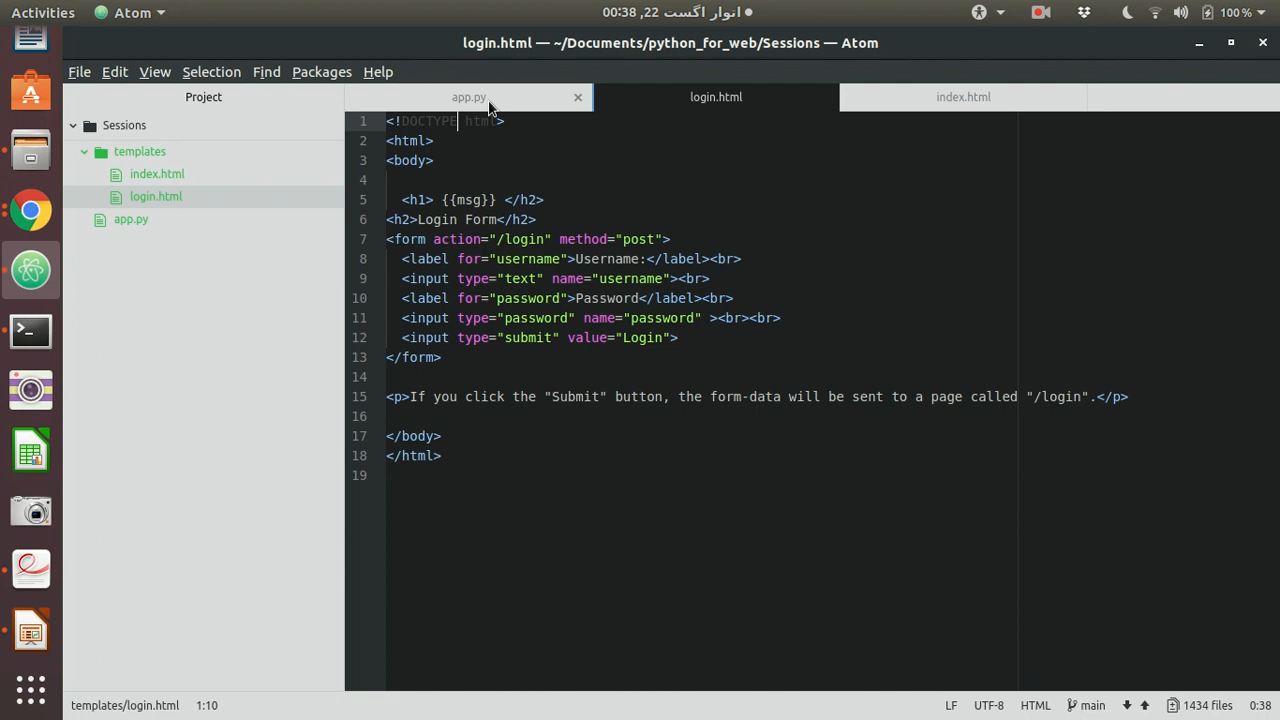 Activities
Atom
اتوار اگست 22, 00:38
100 %
login.html — ~/Documents/python_for_web/Sessions — Atom
File Edit View Selection Find Packages Help
Project
app.py
login.html
index.html
Sessions
templates
index.html
login.html
app.py
1 <!DOCTYPE html>
2 <html>
3 <body>
4
5 <h1> {{msg}} </h2>
6 <h2>Login Form</h2>
7 <form action="/login" method="post">
8 <label for="username">Username:</label><br>
9 <input type="text" name="username"><br>
10 <label for="password">Password</label><br>
11 <input type="password" name="password" ><br><br>
12 <input type="submit" value="Login">
13 </form>
14
15 <p>If you click the "Submit" button, the form-data will be sent to a page called "/login".</p>
16
17 </body>
18 </html>
19
templates/login.html 1:10
LF UTF-8 HTML main 1434 files 0:38